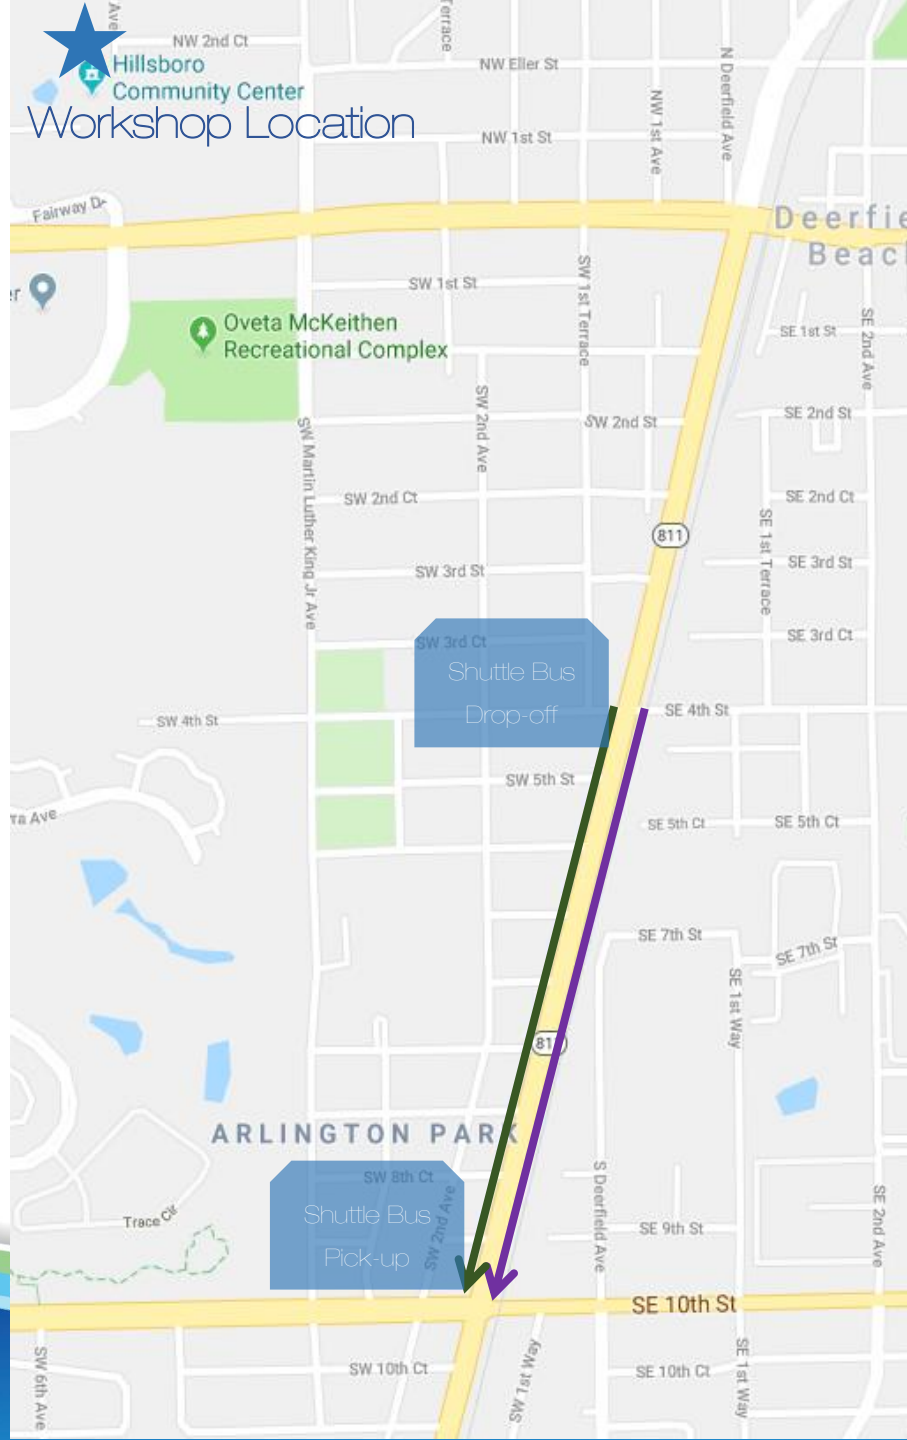 Ave
Terrace
NW 2nd Ct
Hillsboro
Community Center
Workshop Location
NW Eller St
N Deerfield Ave
NW 1st Ave
NW 1st St
Fairway Dr
Deerfie
Beach
SW 1st St
SW 1st Terrace
er
Oveta McKeithen
Recreational Complex
SE 1st St
SE 2nd Ave
SW 2nd Ave
SW 2nd St
SE 2nd St
SW Martin Luther King Jr Ave
SW 2nd Ct
SE 2nd Ct
SE 1st Terrace
811
SW 3rd St
SE 3rd St
SW 3rd Ct
SE 3rd Ct
Shuttle Bus
Drop-off
SW 4th St
SE 4th St
SW 5th St
ra Ave
SE 5th Ct
SE 5th Ct
SE 7th St
SE 7th St
SE 1st Way
811
ARLINGTON PARK
SW 8th Ct
SW 2nd Ave
S Deerfield Ave
SE 2nd Ave
Shuttle Bus
Pick-up
Trace Cir
SE 9th St
SE 10th St
SW 6th Ave
SW 10th Ct
SW 1st Way
SE 10th Ct
SE 1st Way